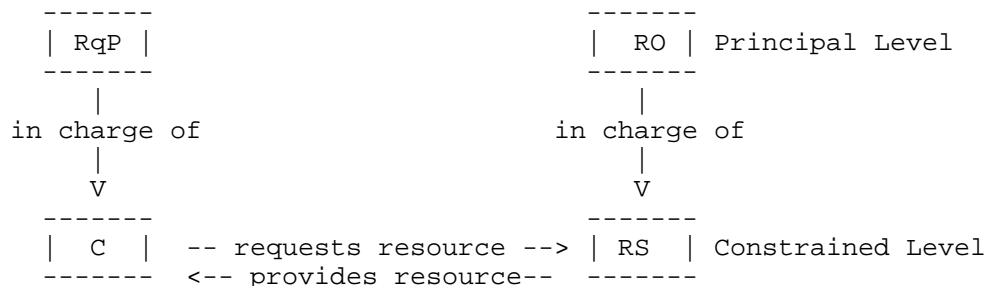 -------                           -------
| RqP |                           |  RO | Principal Level
-------                           -------
|                                 |
in charge of                      in charge of
|                                 |
V                                 V
-------                           -------
|  C  |  -- requests resource --> | RS  | Constrained Level
-------  <-- provides resource--  -------